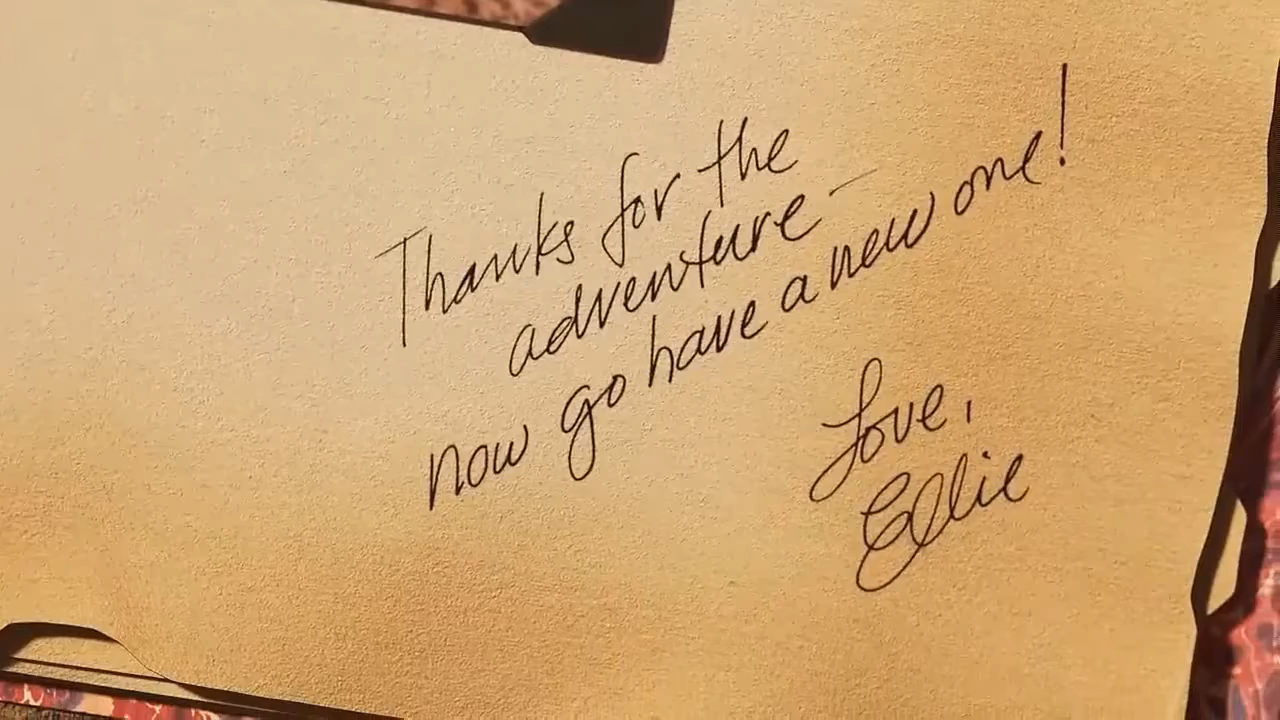 Thanks for the
adventure —
now go have a new one!
Love,
Ellie